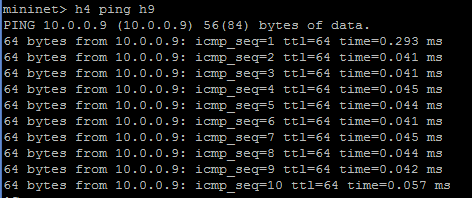 mininet> h4 ping h9
PING 10.0.0.9 (10.0.0.9) 56(84) bytes of data.
64 bytes from 10.0.0.9: icmp_seq=1 ttl=64 time=0.293 ms
64 bytes from 10.0.0.9: icmp_seq=2 ttl=64 time=0.041 ms
64 bytes from 10.0.0.9: icmp_seq=3 ttl=64 time=0.041 ms
64 bytes from 10.0.0.9: icmp_seq=4 ttl=64 time=0.045 ms
64 bytes from 10.0.0.9: icmp_seq=5 ttl=64 time=0.044 ms
64 bytes from 10.0.0.9: icmp_seq=6 ttl=64 time=0.041 ms
64 bytes from 10.0.0.9: icmp_seq=7 ttl=64 time=0.045 ms
64 bytes from 10.0.0.9: icmp_seq=8 ttl=64 time=0.044 ms
64 bytes from 10.0.0.9: icmp_seq=9 ttl=64 time=0.042 ms
64 bytes from 10.0.0.9: icmp_seq=10 ttl=64 time=0.057 ms